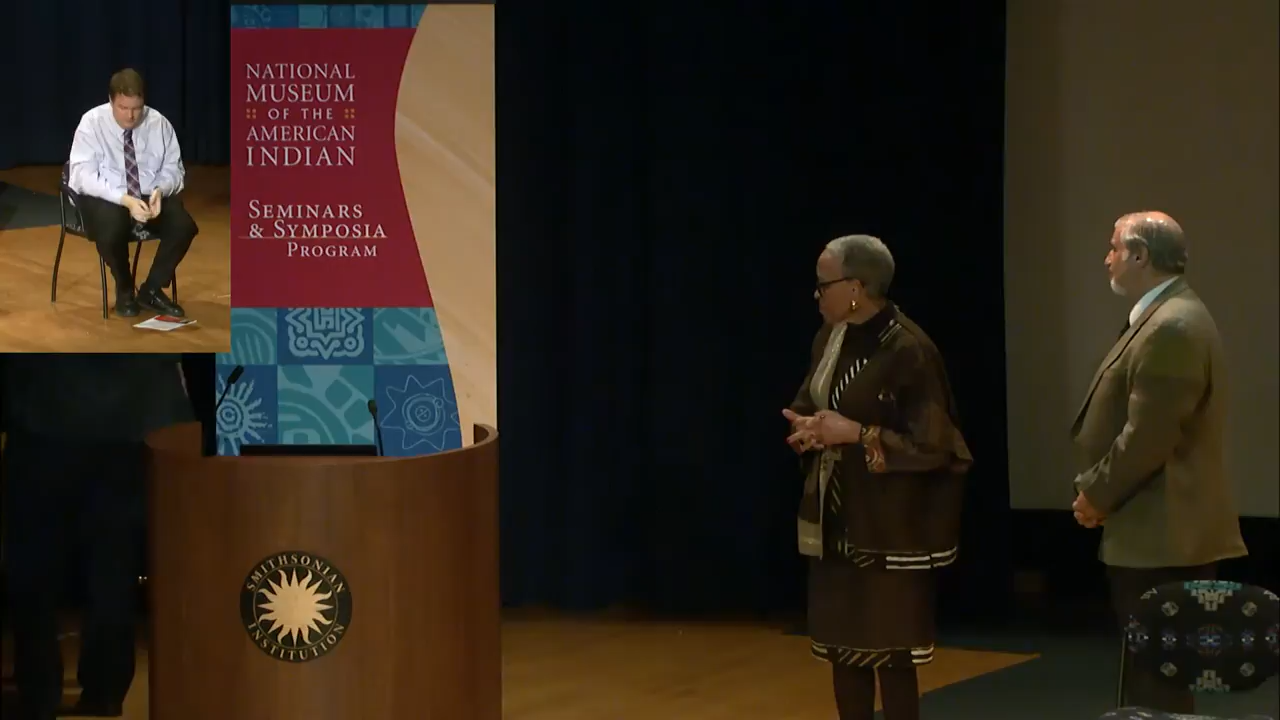 NATIONAL
MUSEUM
OF THE
AMERICAN
INDIAN
SEMINARS
& SYMPOSIA
PROGRAM
SMITHSONIAN
INSTITUTION